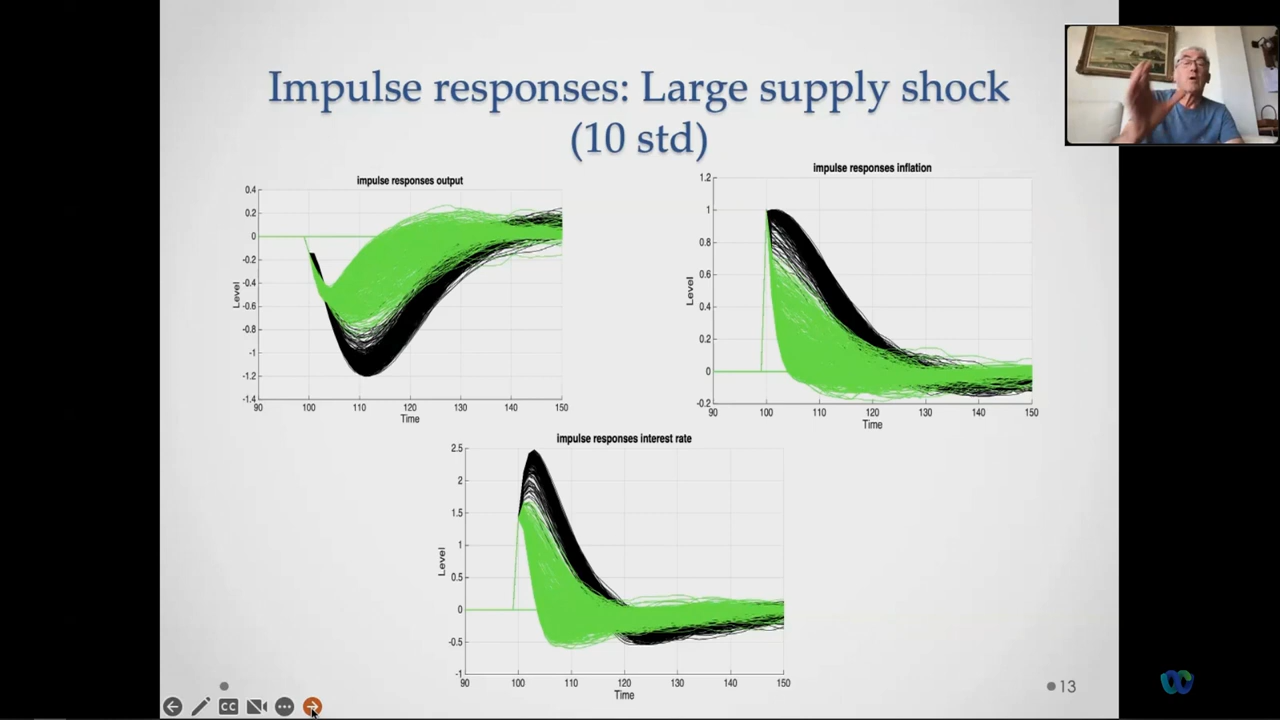 Impulse responses: Large supply shock
(10 std)
impulse responses output
0.4
0.2
0
-0.2
-0.4
-0.6
-0.8
-1
-1.2
-1.4
Level
90 100 110 120 130 140 150
Time
impulse responses inflation
1.2
1
0.8
0.6
0.4
0.2
0
-0.2
Level
90 100 110 120 130 140 150
Time
impulse responses interest rate
2.5
2
1.5
1
0.5
0
-0.5
-1
Level
90 100 110 120 130 140 150
Time
13
CC